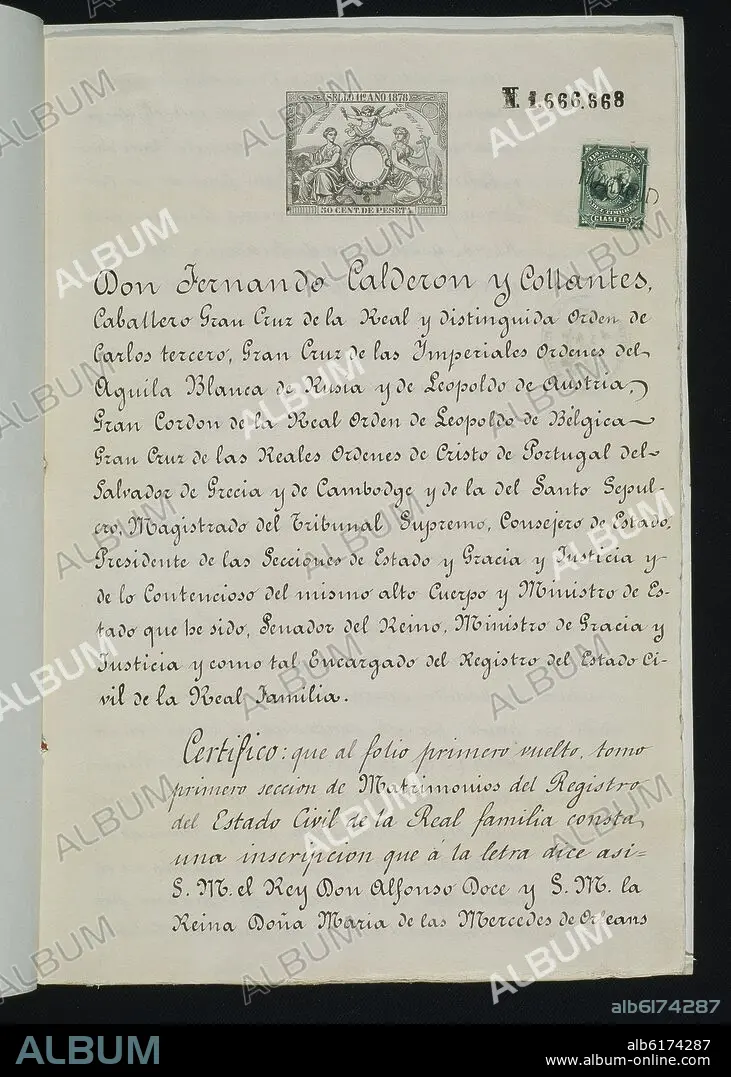 SELLO 11º AÑO 1878
N. 1.666.668
50 CENT. DE PESETA
CLASE 11ª
Don Fernando Calderon y Collantes,
Caballero Gran Cruz de la Real y distinguida Orden de
Carlos tercero, Gran Cruz de las Imperiales Ordenes del
Aguila Blanca de Rusia y de Leopoldo de Austria,
Gran Cordon de la Real Orden de Leopoldo de Bélgica
Gran Cruz de las Reales Ordenes de Cristo de Portugal del
Salvador de Grecia y de Cambodge y de la del Santo Sepul-
cro, Magistrado del Tribunal Supremo, Consejero de Estado,
Presidente de las Secciones de Estado y Gracia y Justicia y
de lo Contencioso del mismo alto Cuerpo y Ministro de Es-
tado que he sido, Senador del Reino, Ministro de Gracia y
Justicia y como tal Encargado del Registro del Estado Ci-
vil de la Real Familia.
Certifico: que al folio primero vuelto, tomo
primero seccion de Matrimonios del Registro
del Estado Civil de la Real familia consta
una inscripcion que á la letra dice asi=
S. M. el Rey Don Alfonso Doce y S. M. la
Reina Doña Maria de las Mercedes de Orleans
alb6174287
ALBUM
alb6174287
www.album-online.com